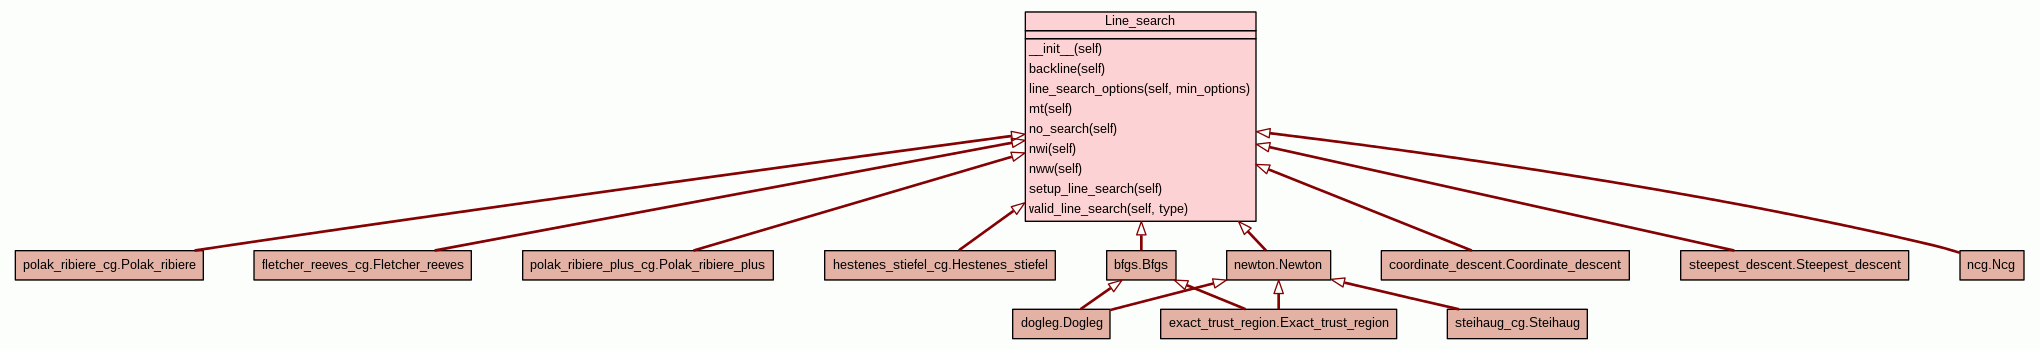 Line_search
__init__(self)
backline(self)
line_search_options(self, min_options)
mt(self)
no_search(self)
nwi(self)
nww(self)
setup_line_search(self)
valid_line_search(self, type)
polak_ribiere_cg.Polak_ribiere
fletcher_reeves_cg.Fletcher_reeves
polak_ribiere_plus_cg.Polak_ribiere_plus
hestenes_stiefel_cg.Hestenes_stiefel
bfgs.Bfgs
newton.Newton
coordinate_descent.Coordinate_descent
steepest_descent.Steepest_descent
ncg.Ncg
dogleg.Dogleg
exact_trust_region.Exact_trust_region
steihaug_cg.Steihaug